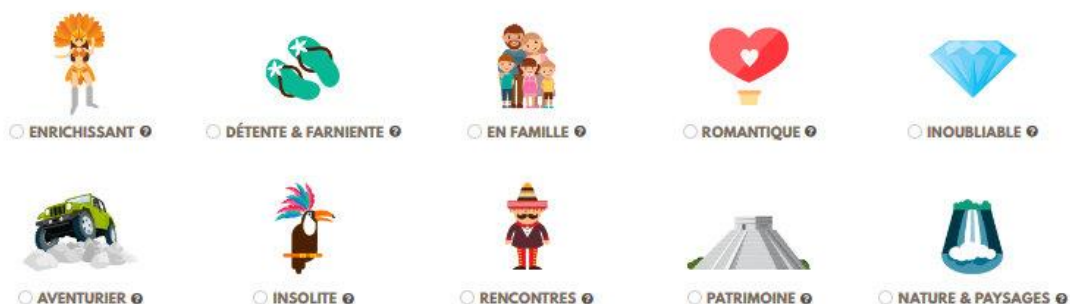 ENRICHISSANT ?
DÉTENTE & FARNIENTE ?
EN FAMILLE ?
ROMANTIQUE ?
INOUBLIABLE ?
AVENTURIER ?
INSOLITE ?
RENCONTRES ?
PATRIMOINE ?
NATURE & PAYSAGES ?